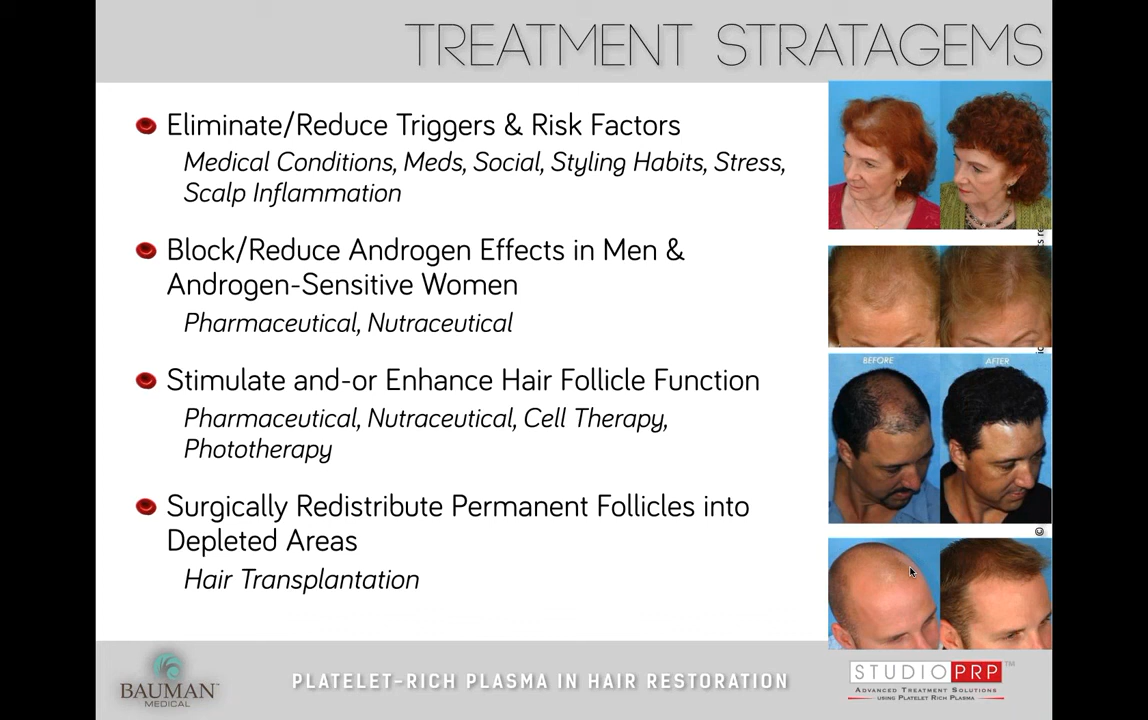 TREATMENT STRATAGEMS
Eliminate/Reduce Triggers & Risk Factors
Medical Conditions, Meds, Social, Styling Habits, Stress,
Scalp Inflammation
Block/Reduce Androgen Effects in Men &
Androgen-Sensitive Women
Pharmaceutical, Nutraceutical
Stimulate and-or Enhance Hair Follicle Function
Pharmaceutical, Nutraceutical, Cell Therapy,
Phototherapy
Surgically Redistribute Permanent Follicles into
Depleted Areas
Hair Transplantation
BEFORE AFTER
©
BAUMAN™
MEDICAL
PLATELET-RICH PLASMA IN HAIR RESTORATION
STUDIO PRP™
ADVANCED TREATMENT SOLUTIONS
USING PLATELET RICH PLASMA